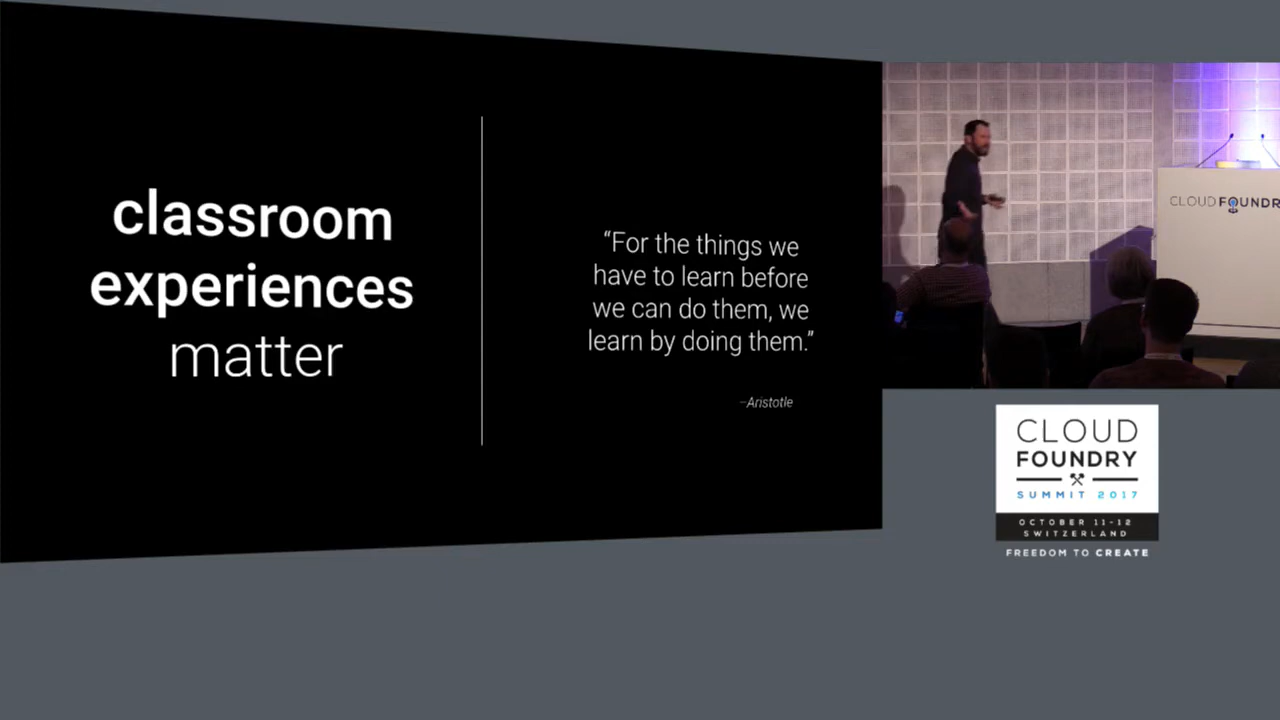 classroom
experiences
matter
“For the things we
have to learn before
we can do them, we
learn by doing them.”
–Aristotle
CLOUD FOUNDR
CLOUD
FOUNDRY
SUMMIT 2017
OCTOBER 11-12
SWITZERLAND
FREEDOM TO CREATE